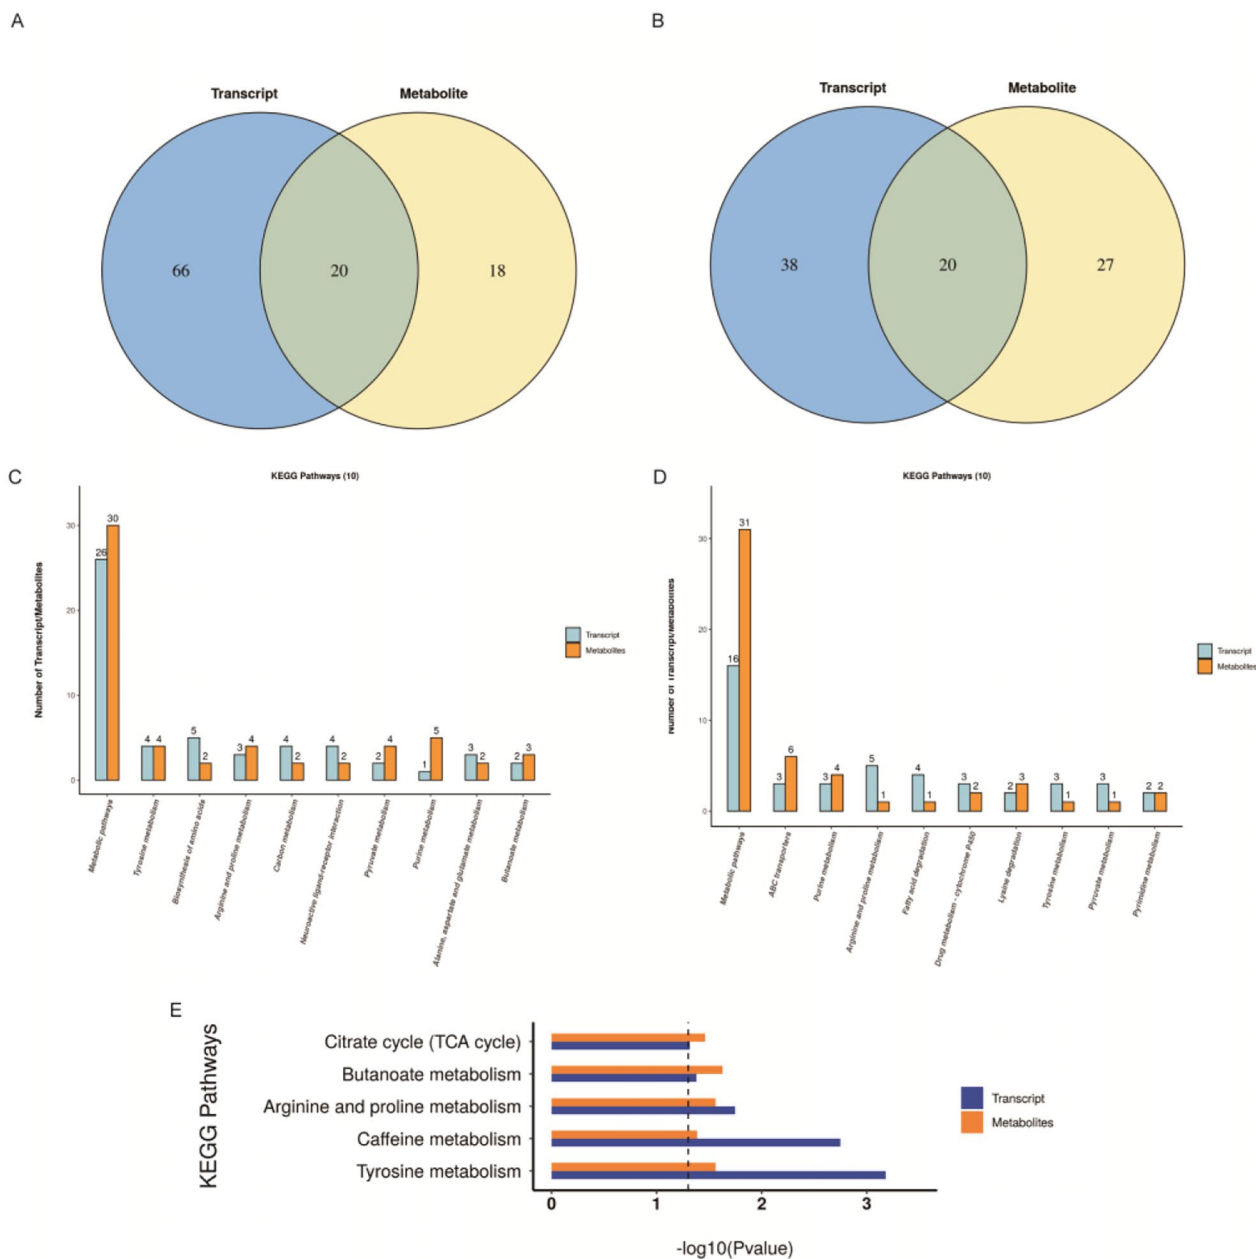 A
B
Transcript
Metabolite
66
20
18
Transcript
Metabolite
38
20
27
C
KEGG Pathways (10)
Number of Transcript/Metabolites
30
20
10
0
26
30
4
4
5
2
3
4
4
2
4
2
2
4
1
5
3
2
2
3
Metabolic pathways
Tyrosine metabolism
Biosynthesis of amino acids
Arginine and proline metabolism
Carbon metabolism
Neuroactive ligand-receptor interaction
Pyruvate metabolism
Purine metabolism
Alanine, aspartate and glutamate metabolism
Butanoate metabolism
Transcript
Metabolites
D
KEGG Pathways (10)
Number of Transcript/Metabolites
30
20
10
0
16
31
3
6
3
4
5
1
4
1
3
2
2
3
3
1
3
1
2
2
Metabolic pathways
ABC transporters
Purine metabolism
Arginine and proline metabolism
Fatty acid degradation
Drug metabolism - cytochrome P450
Lysine degradation
Tyrosine metabolism
Pyruvate metabolism
Pyrimidine metabolism
Transcript
Metabolites
E
KEGG Pathways
Citrate cycle (TCA cycle)
Butanoate metabolism
Arginine and proline metabolism
Caffeine metabolism
Tyrosine metabolism
0
1
2
3
-log10(Pvalue)
Transcript
Metabolites